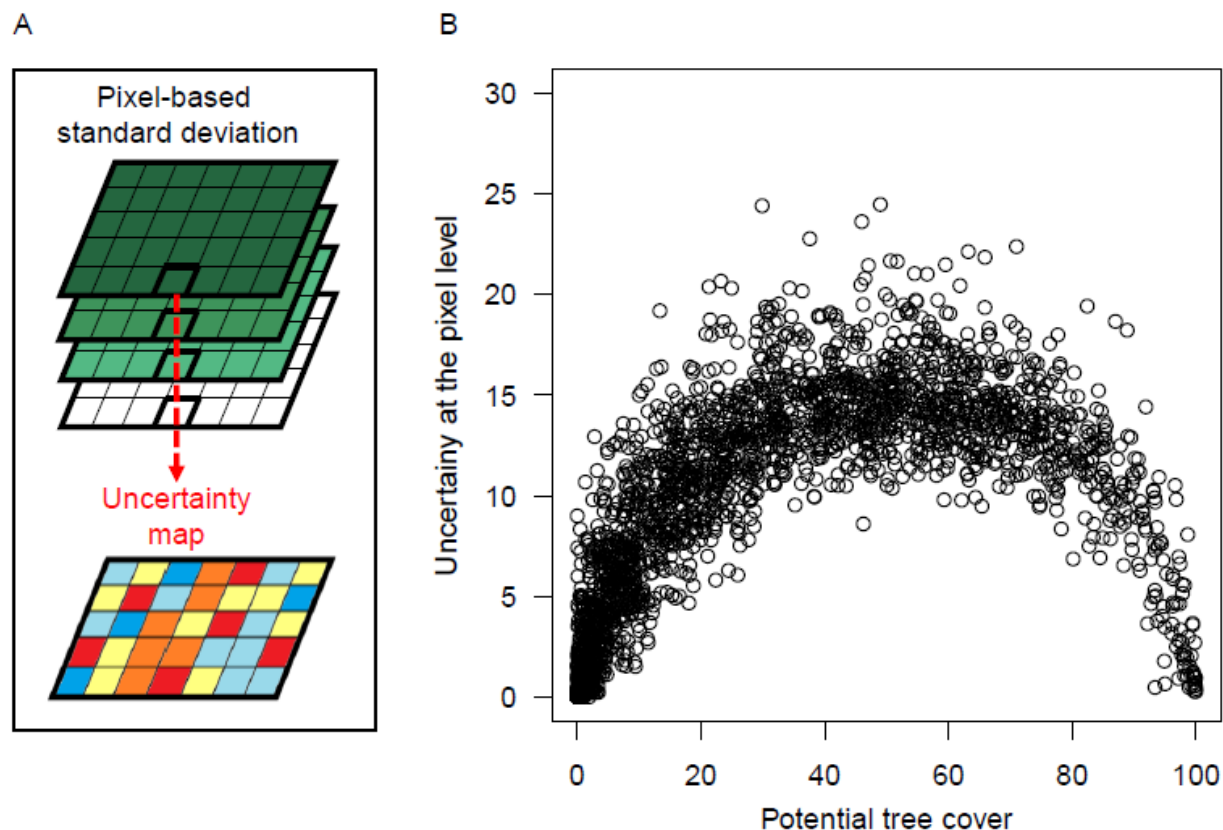 A
Pixel-based
standard deviation
Uncertainty
map
B
Uncertainy at the pixel level
30
25
20
15
10
5
0
0 20 40 60 80 100
Potential tree cover